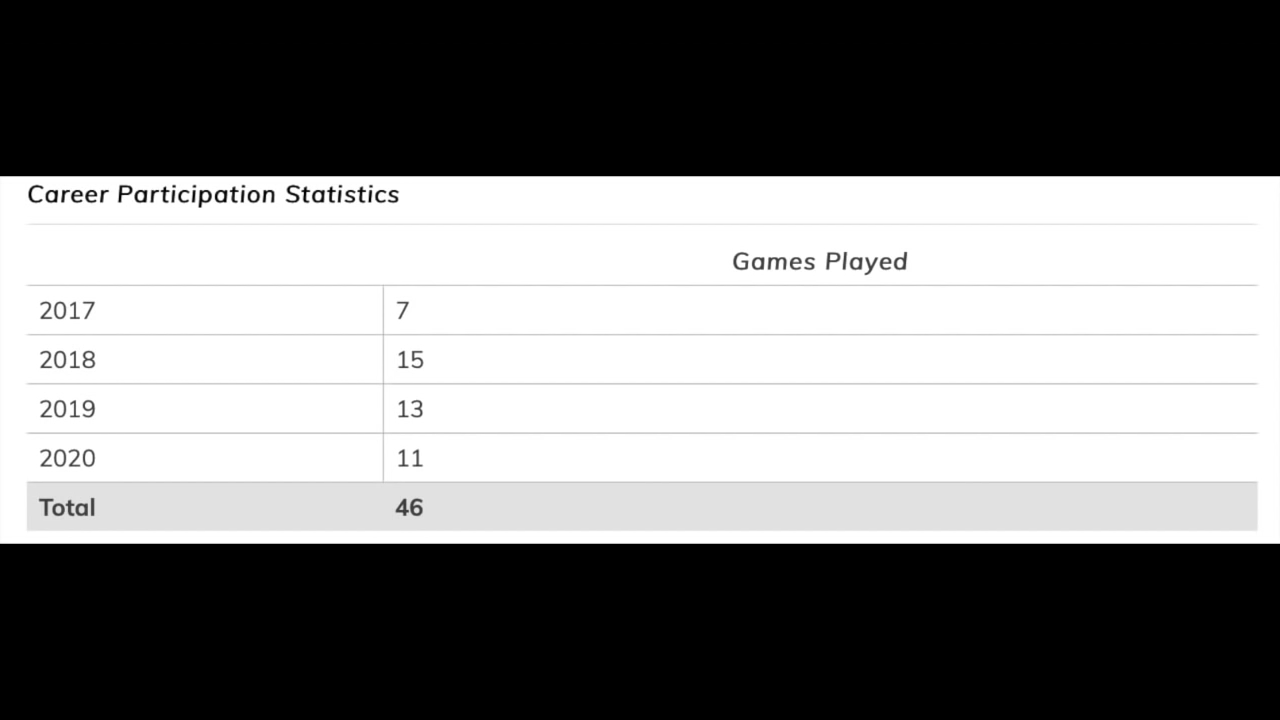 Career Participation Statistics
Games Played
2017 7
2018 15
2019 13
2020 11
Total 46